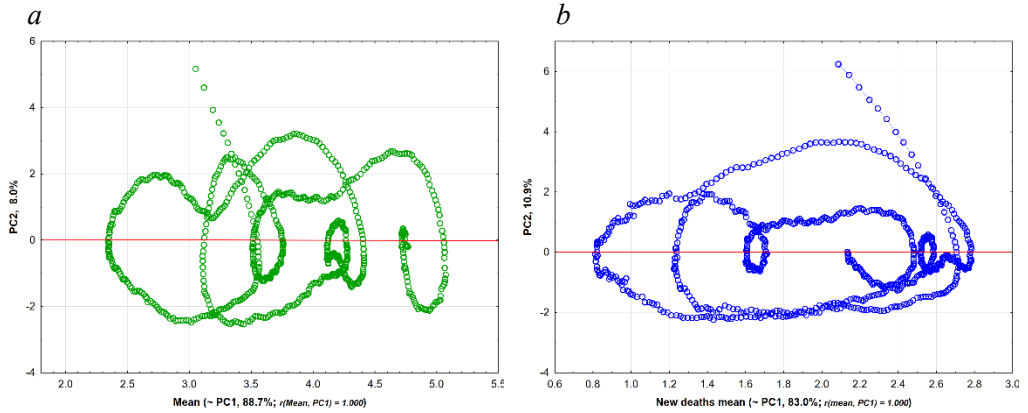 a
b
6
4
2
0
-2
-4
PC2, 8.0%
2.0 2.5 3.0 3.5 4.0 4.5 5.0 5.5
Mean (~ PC1, 88.7%; r(Mean, PC1) = 1.000)
6
4
2
0
-2
-4
PC2, 10.9%
0.6 0.8 1.0 1.2 1.4 1.6 1.8 2.0 2.2 2.4 2.6 2.8 3.0
New deaths mean (~ PC1, 83.0%; r(mean, PC1) = 1.000)